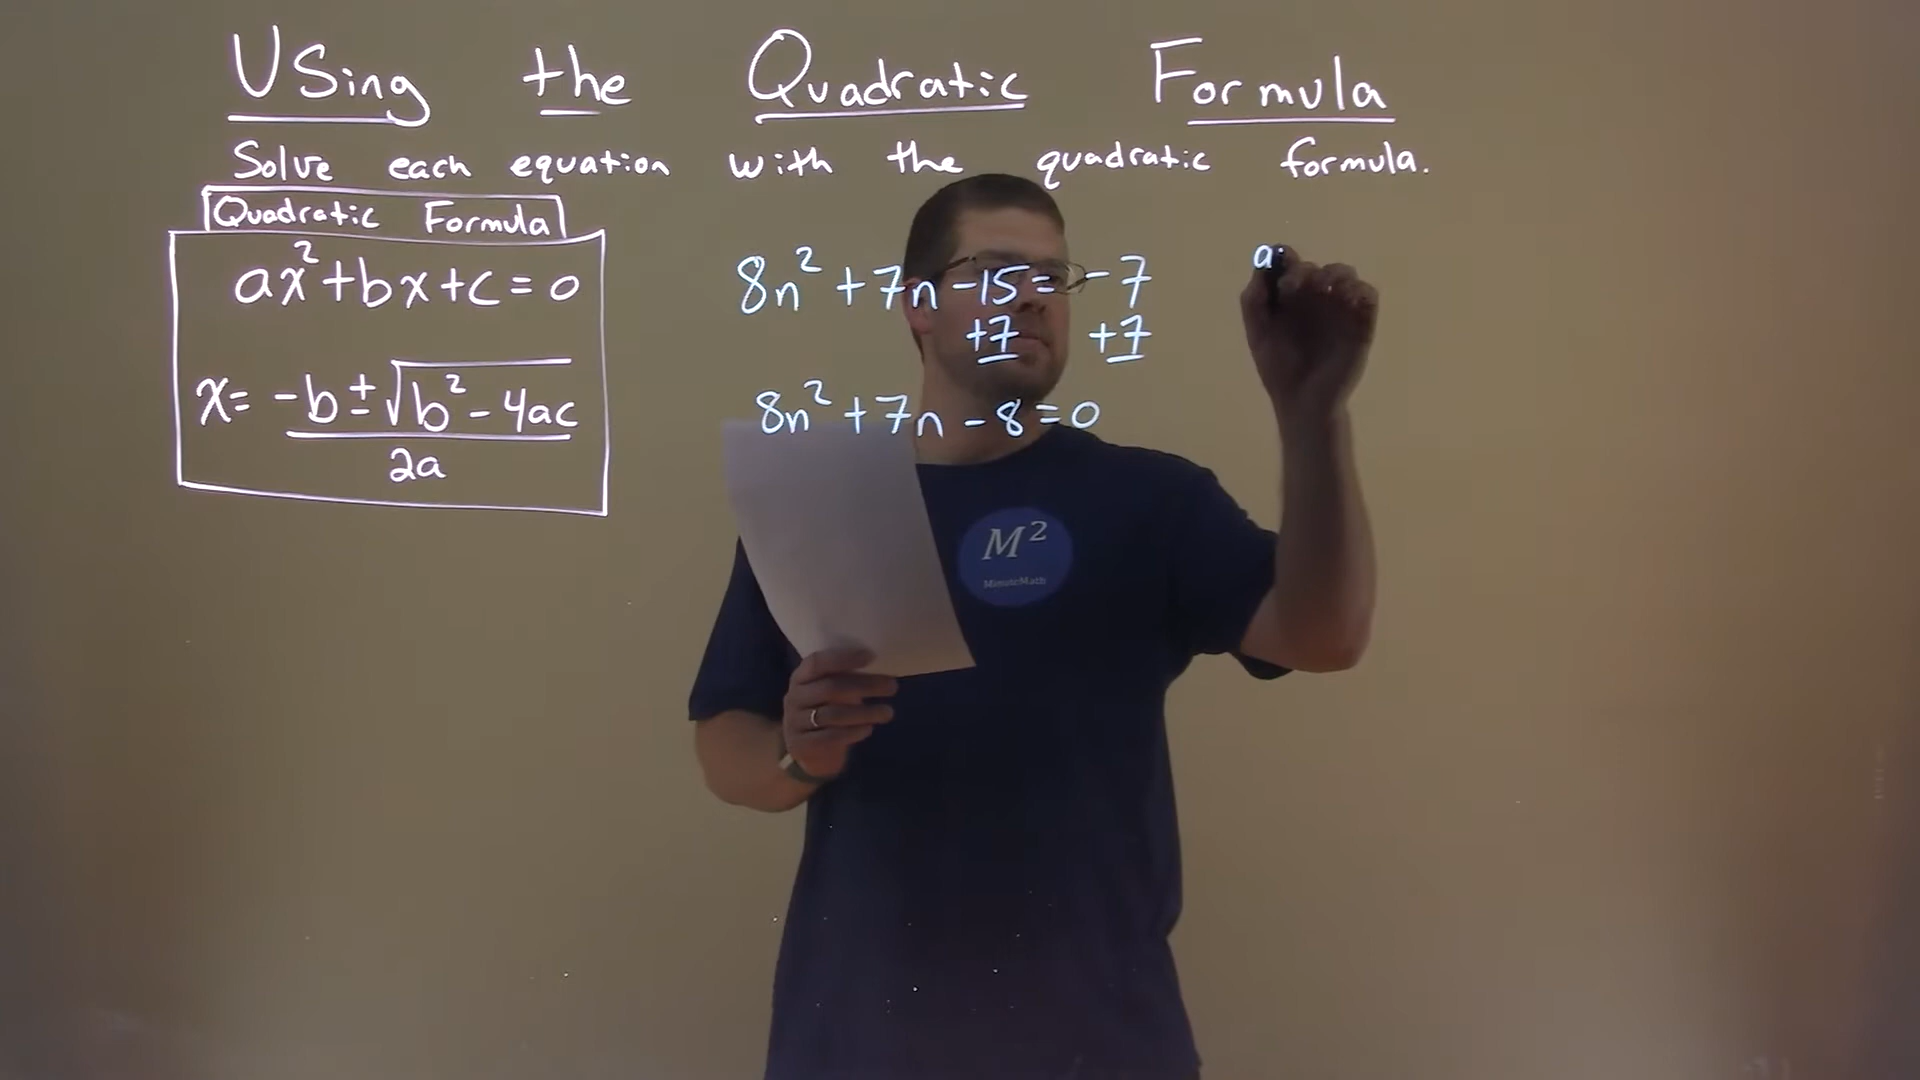 Using the Quadratic Formula
Solve each equation with the quadratic formula.
Quadratic Formula
ax²+bx+c=0
x= -b±√b²-4ac
2a
8n²+7n-15=-7
+7 +7
8n²+7n-8=0
a:
M²
MinuteMath